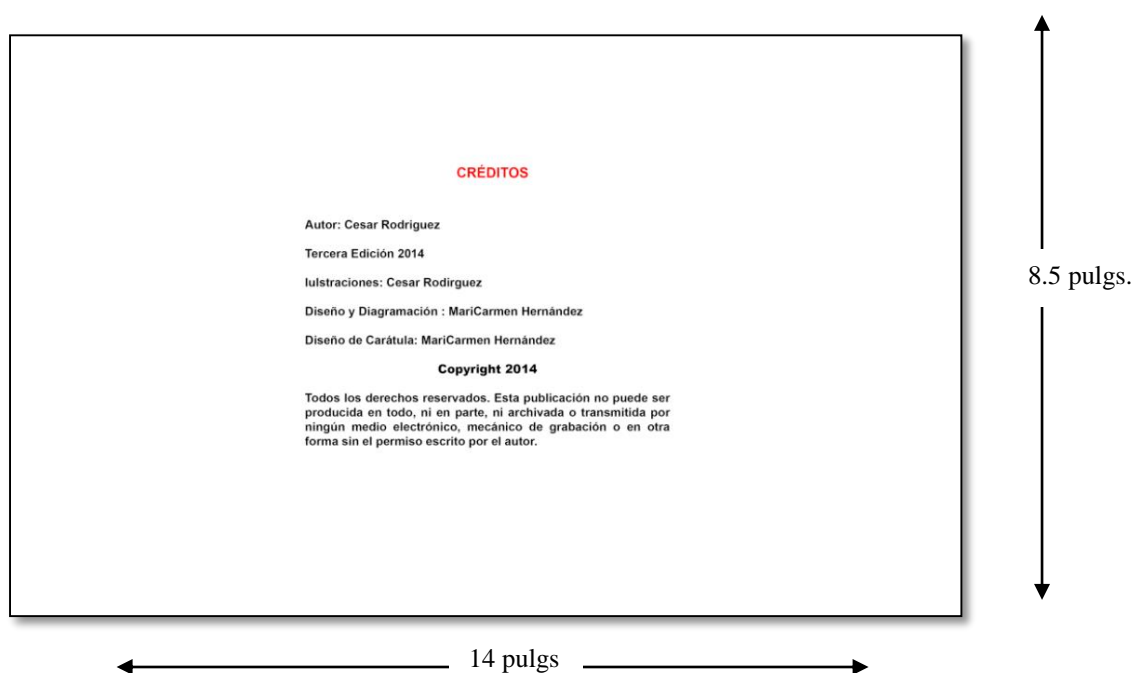 CRÉDITOS
Autor: Cesar Rodriguez
Tercera Edición 2014
lulstraciones: Cesar Rodirguez
Diseño y Diagramación : MariCarmen Hernández
Diseño de Carátula: MariCarmen Hernández
Copyright 2014
Todos los derechos reservados. Esta publicación no puede ser
producida en todo, ni en parte, ni archivada o transmitida por
ningún medio electrónico, mecánico de grabación o en otra
forma sin el permiso escrito por el autor.
8.5 pulgs.
14 pulgs